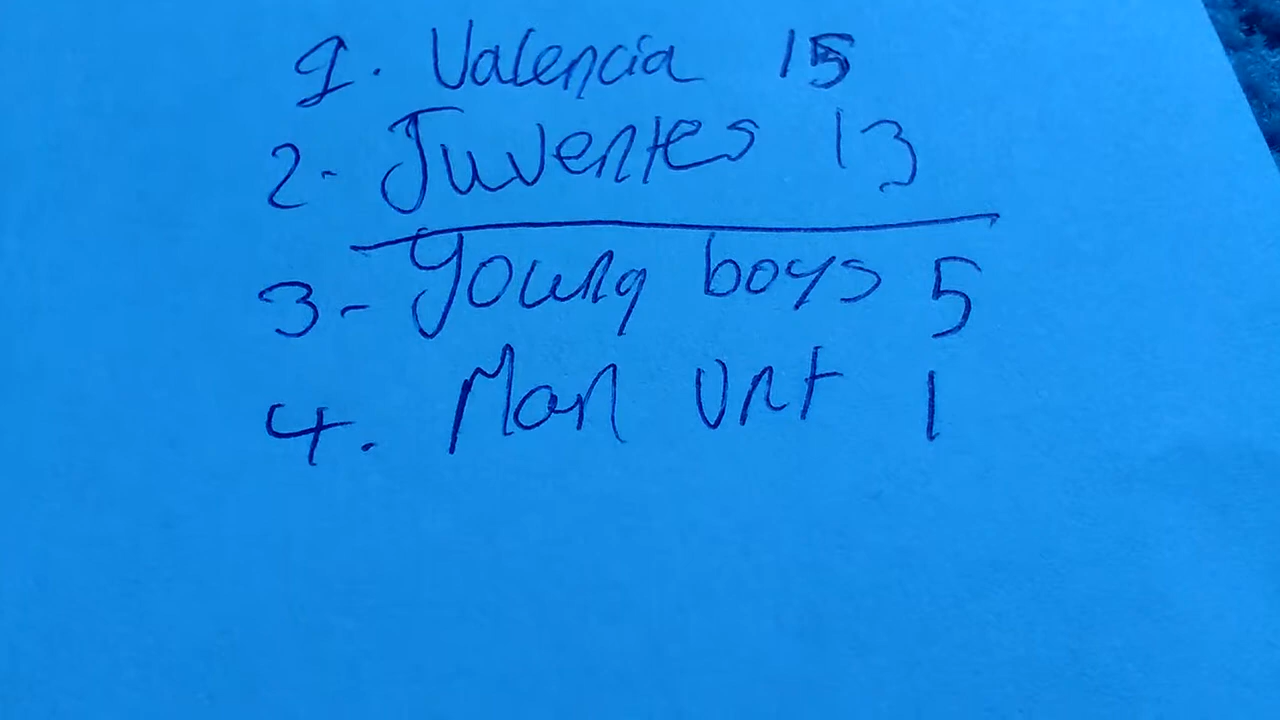 1. Valencia 15
2- Juventes 13
3- Young boys 5
4. Man Unt 1